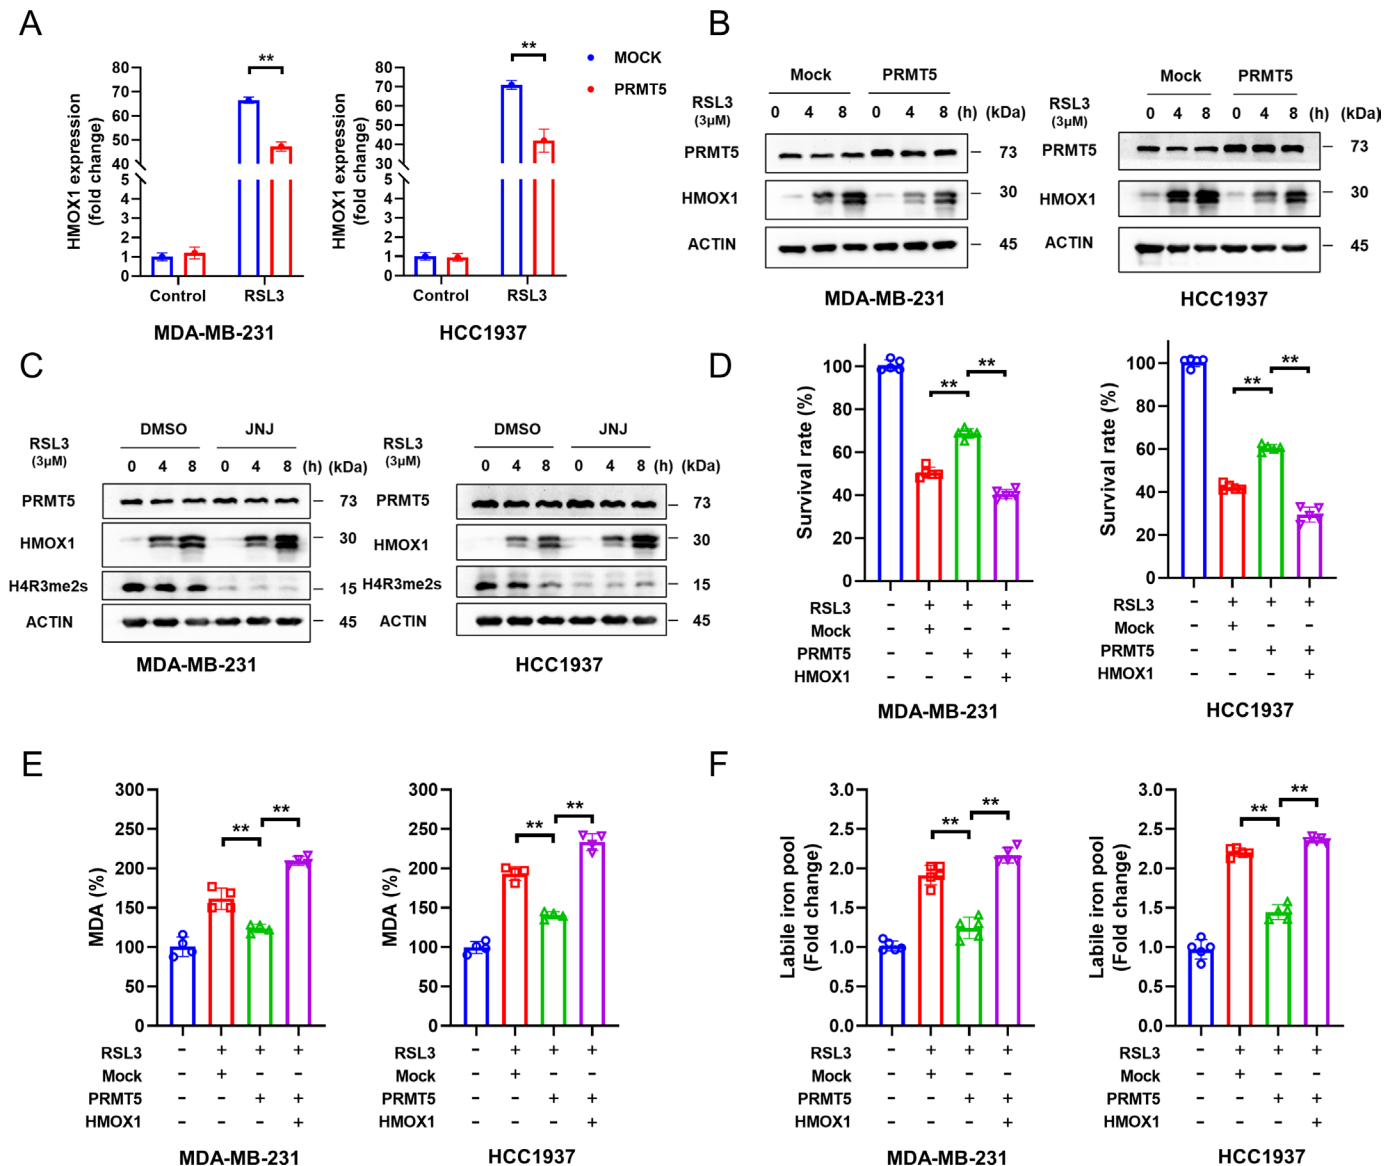 A
HMOX1 expression
(fold change)
80
70
60
50
40
5
4
3
2
1
0
**
Control
RSL3
MDA-MB-231
HMOX1 expression
(fold change)
80
70
60
50
40
30
5
4
3
2
1
0
**
Control
RSL3
HCC1937
MOCK
PRMT5
B
Mock PRMT5
RSL3
(3μM)
0 4 8 0 4 8 (h) (kDa)
PRMT5 73
HMOX1 30
ACTIN 45
MDA-MB-231
Mock PRMT5
RSL3
(3μM)
0 4 8 0 4 8 (h) (kDa)
PRMT5 73
HMOX1 30
ACTIN 45
HCC1937
C
DMSO JNJ
RSL3
(3μM)
0 4 8 0 4 8 (h) (kDa)
PRMT5 73
HMOX1 30
H4R3me2s 15
ACTIN 45
MDA-MB-231
DMSO JNJ
RSL3
(3μM)
0 4 8 0 4 8 (h) (kDa)
PRMT5 73
HMOX1 30
H4R3me2s 15
ACTIN 45
HCC1937
D
Survival rate (%)
100
80
60
40
20
0
** **
RSL3 - + + +
Mock - + - -
PRMT5 - - + +
HMOX1 - - - +
MDA-MB-231
Survival rate (%)
100
80
60
40
20
0
** **
RSL3 - + + +
Mock - + - -
PRMT5 - - + +
HMOX1 - - - +
HCC1937
E
MDA (%)
300
250
200
150
100
50
0
** **
RSL3 - + + +
Mock - + - -
PRMT5 - - + +
HMOX1 - - - +
MDA-MB-231
MDA (%)
300
250
200
150
100
50
0
** **
RSL3 - + + +
Mock - + - -
PRMT5 - - + +
HMOX1 - - - +
HCC1937
F
Labile iron pool
(Fold change)
3.0
2.5
2.0
1.5
1.0
0.5
0.0
** **
RSL3 - + + +
Mock - + - -
PRMT5 - - + +
HMOX1 - - - +
MDA-MB-231
Labile iron pool
(Fold change)
3.0
2.5
2.0
1.5
1.0
0.5
0.0
** **
RSL3 - + + +
Mock - + - -
PRMT5 - - + +
HMOX1 - - - +
HCC1937